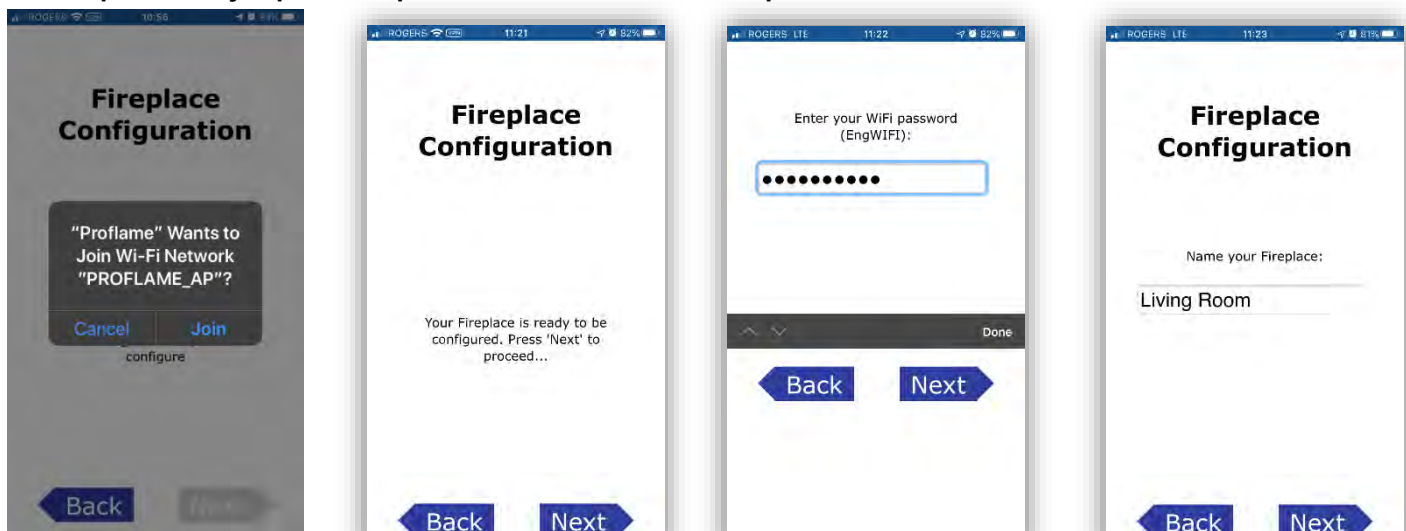 ROGERS 10:56
Fireplace
Configuration
"Proflame" Wants to
Join Wi-Fi Network
"PROFLAME_AP"?
Cancel Join
configure
Back Next
ROGERS 11:21 82%
Fireplace
Configuration
Your Fireplace is ready to be
configured. Press 'Next' to
proceed...
Back Next
ROGERS LTE 11:22 82%
Enter your WiFi password
(EngWIFI):
Done
Back Next
ROGERS LTE 11:23 81%
Fireplace
Configuration
Name your Fireplace:
Living Room
Back Next